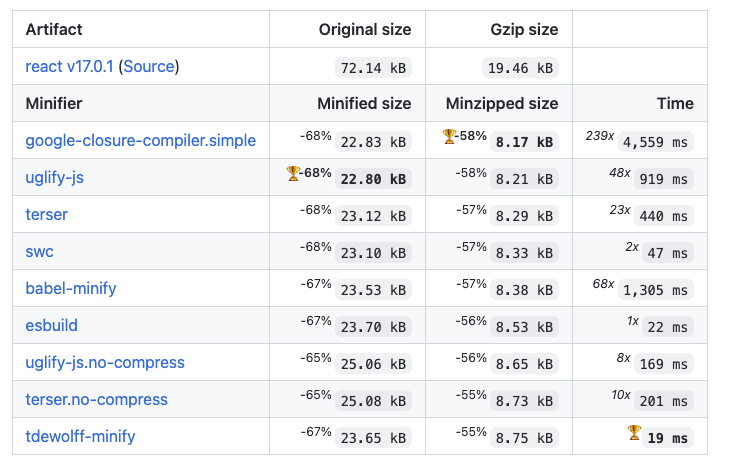 Artifact Original size Gzip size
react v17.0.1 (Source) 72.14 kB 19.46 kB
Minifier Minified size Minzipped size Time
google-closure-compiler.simple -68% 22.83 kB 🏆-58% 8.17 kB 239x 4,559 ms
uglify-js 🏆-68% 22.80 kB -58% 8.21 kB 48x 919 ms
terser -68% 23.12 kB -57% 8.29 kB 23x 440 ms
swc -68% 23.10 kB -57% 8.33 kB 2x 47 ms
babel-minify -67% 23.53 kB -57% 8.38 kB 68x 1,305 ms
esbuild -67% 23.70 kB -56% 8.53 kB 1x 22 ms
uglify-js.no-compress -65% 25.06 kB -56% 8.65 kB 8x 169 ms
terser.no-compress -65% 25.08 kB -55% 8.73 kB 10x 201 ms
tdewolff-minify -67% 23.65 kB -55% 8.75 kB 🏆 19 ms